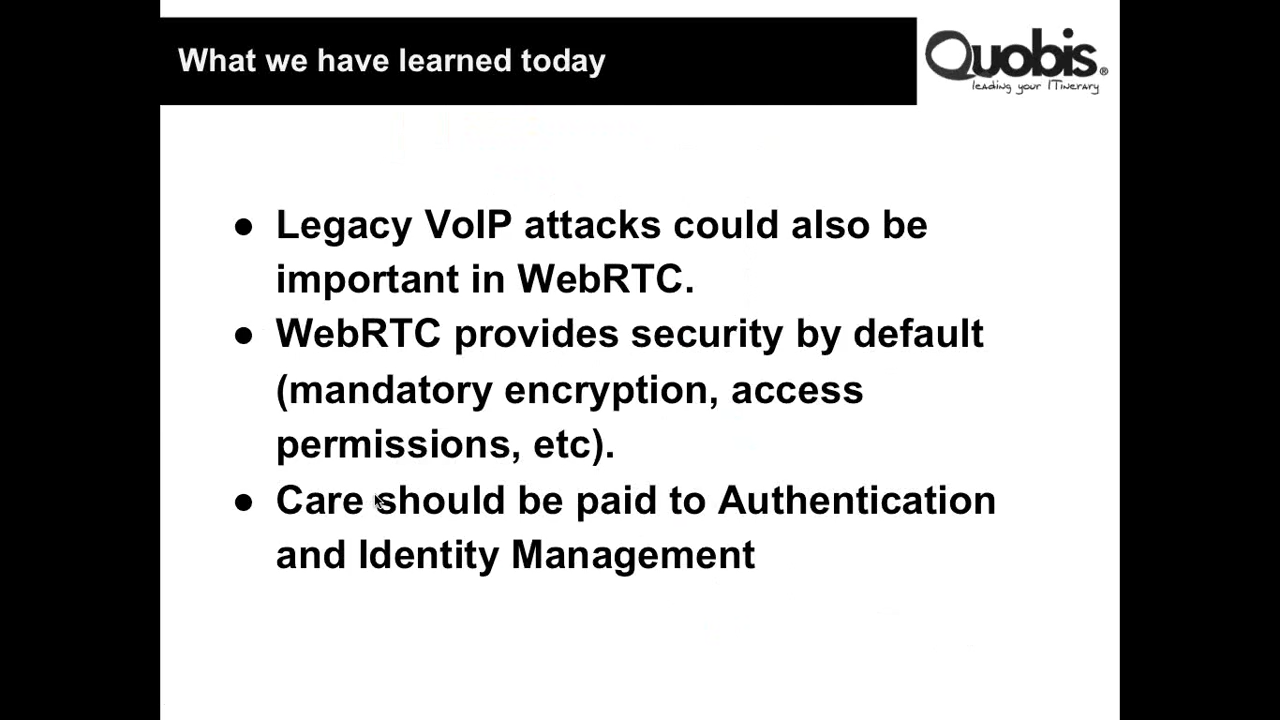 What we have learned today
Quobis®
leading your ITinerary
● Legacy VoIP attacks could also be
important in WebRTC.
● WebRTC provides security by default
(mandatory encryption, access
permissions, etc).
● Care should be paid to Authentication
and Identity Management